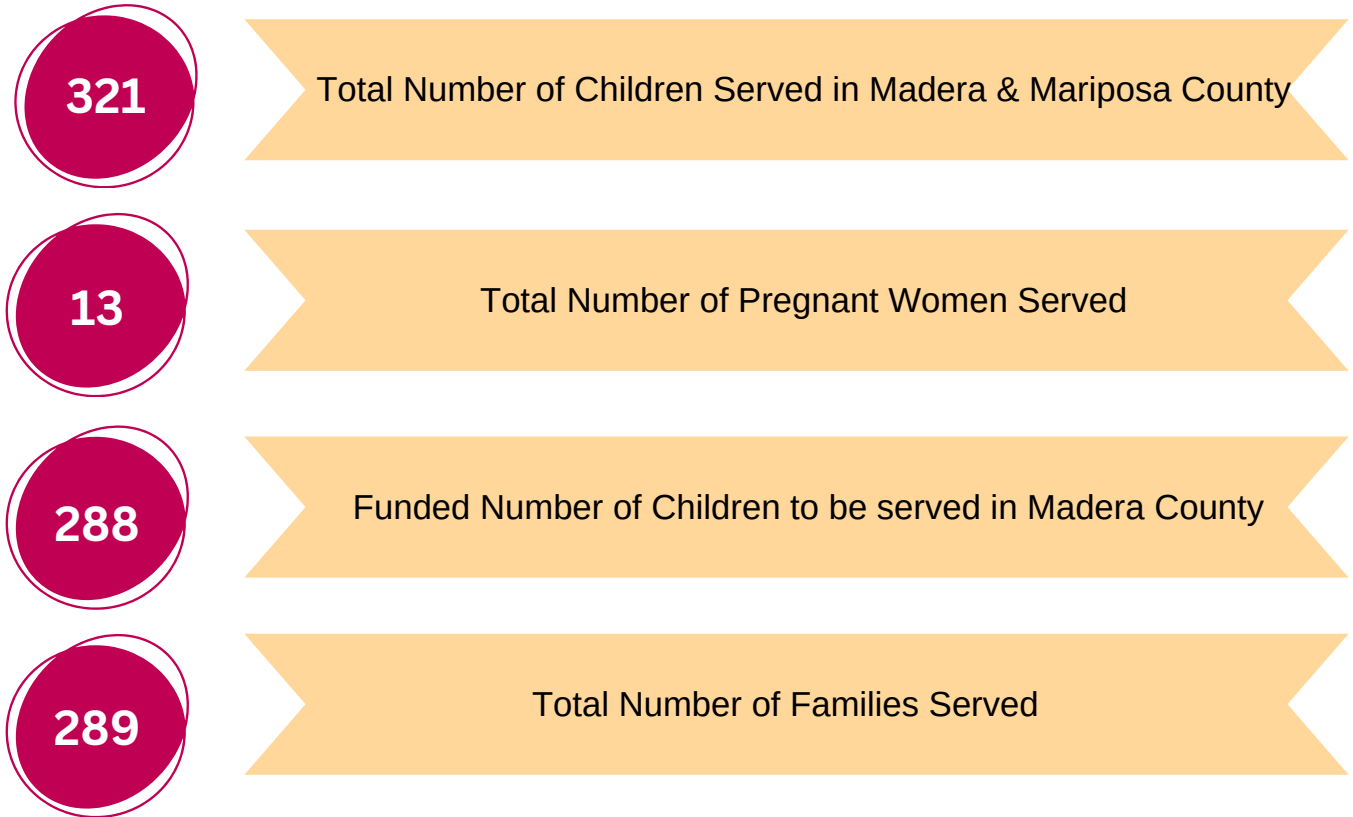 321
Total Number of Children Served in Madera & Mariposa County
13
Total Number of Pregnant Women Served
288
Funded Number of Children to be served in Madera County
289
Total Number of Families Served